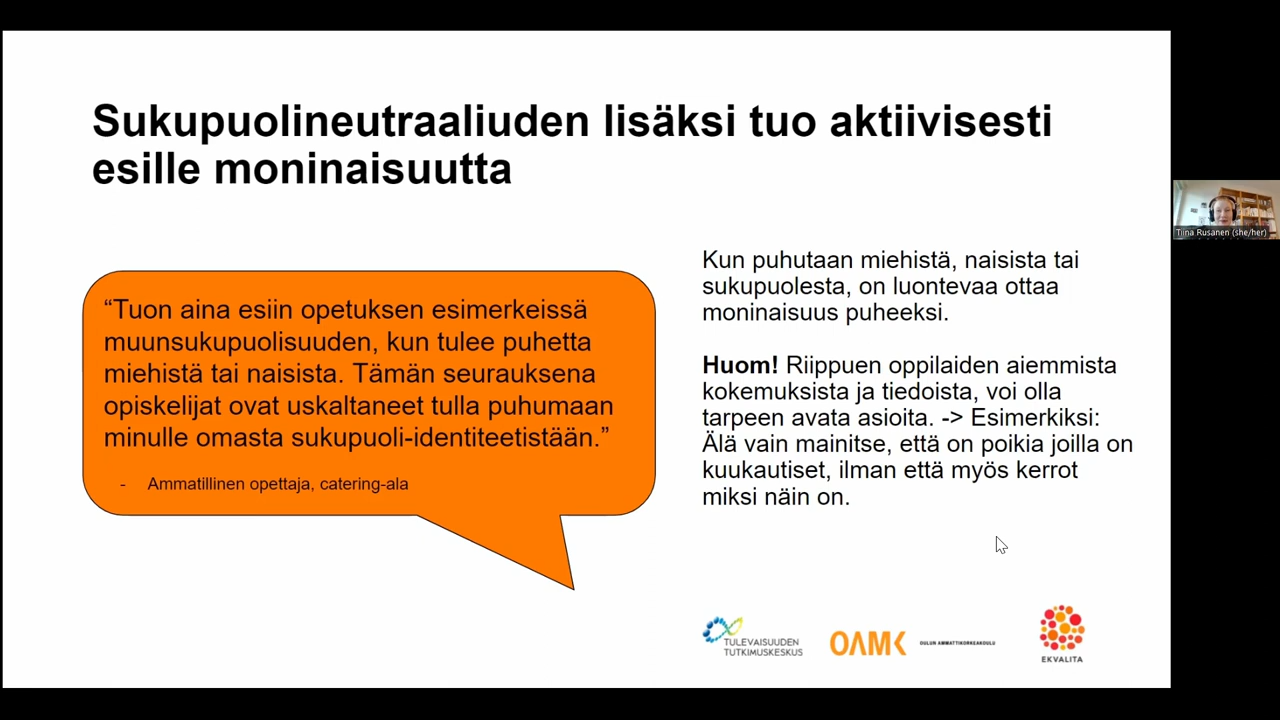 Sukupuolineutraaliuden lisäksi tuo aktiivisesti
esille moninaisuutta
“Tuon aina esiin opetuksen esimerkeissä
muunsukupuolisuuden, kun tulee puhetta
miehistä tai naisista. Tämän seurauksena
opiskelijat ovat uskaltaneet tulla puhumaan
minulle omasta sukupuoli-identiteetistään.”
- Ammatillinen opettaja, catering-ala
Kun puhutaan miehistä, naisista tai
sukupuolesta, on luontevaa ottaa
moninaisuus puheeksi.
Huom! Riippuen oppilaiden aiemmista
kokemuksista ja tiedoista, voi olla
tarpeen avata asioita. -> Esimerkiksi:
Älä vain mainitse, että on poikia joilla on
kuukautiset, ilman että myös kerrot
miksi näin on.
TULEVAISUUDEN
TUTKIMUSKESKUS
OAMK
OULUN AMMATTIKORKEAKOULU
EKVALITA
Tiina Rusanen (she/her)